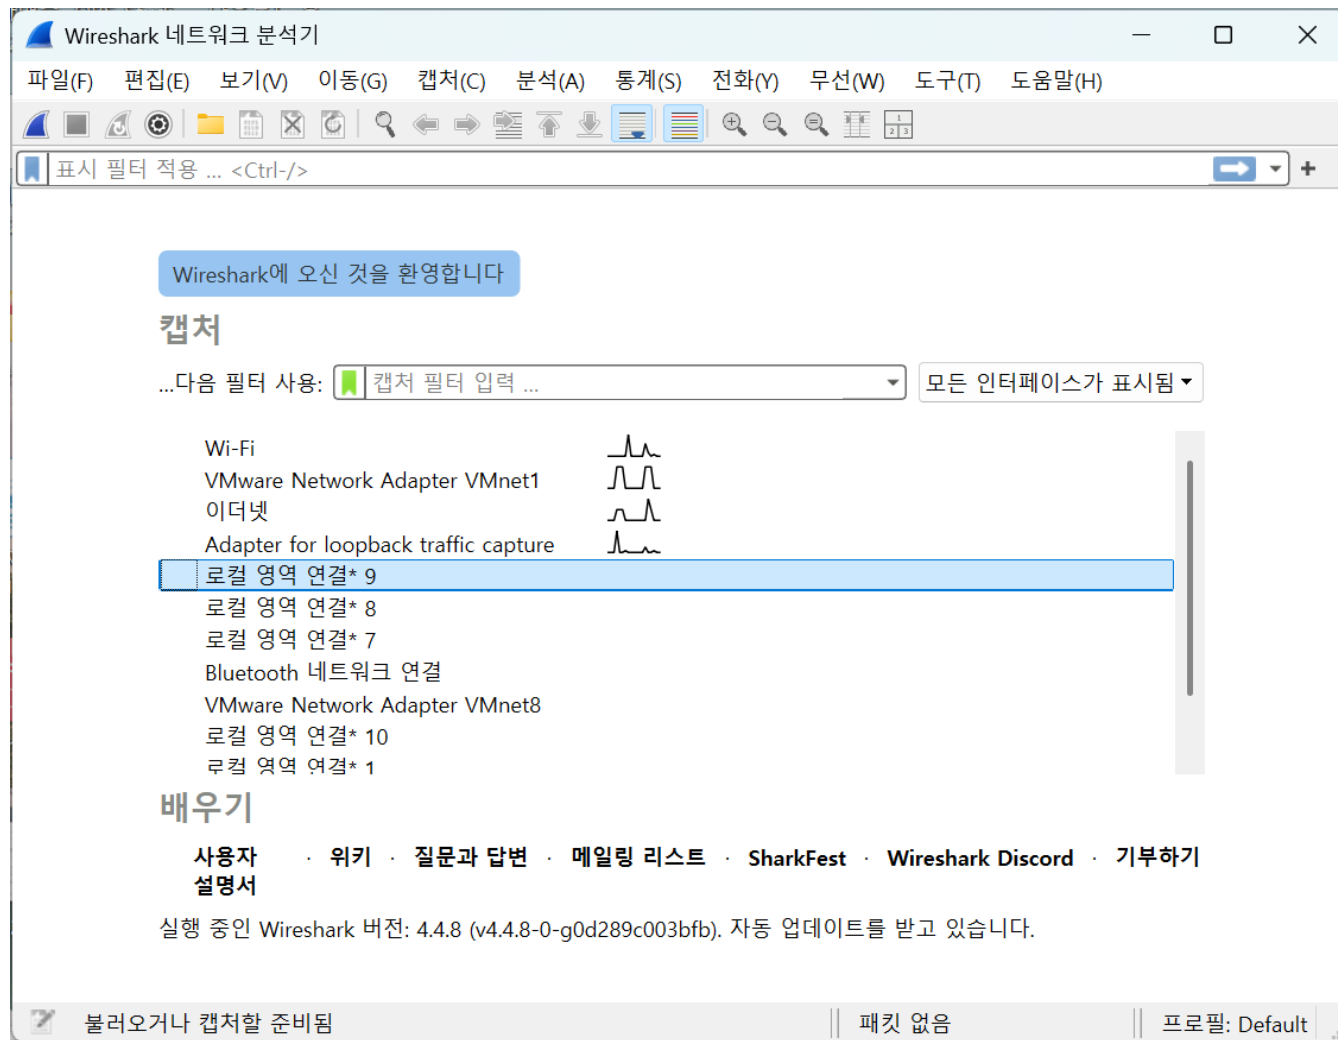 Wireshark 네트워크 분석기
파일(F) 편집(E) 보기(V) 이동(G) 캡처(C) 분석(A) 통계(S) 전화(Y) 무선(W) 도구(T) 도움말(H)
표시 필터 적용 ... <Ctrl-/>
Wireshark에 오신 것을 환영합니다
캡처
...다음 필터 사용: 캡처 필터 입력 ... 모든 인터페이스가 표시됨
Wi-Fi
VMware Network Adapter VMnet1
이더넷
Adapter for loopback traffic capture
로컬 영역 연결* 9
로컬 영역 연결* 8
로컬 영역 연결* 7
Bluetooth 네트워크 연결
VMware Network Adapter VMnet8
로컬 영역 연결* 10
로컬 영역 연결* 1
배우기
사용자 설명서 · 위키 · 질문과 답변 · 메일링 리스트 · SharkFest · Wireshark Discord · 기부하기
실행 중인 Wireshark 버전: 4.4.8 (v4.4.8-0-g0d289c003bfb). 자동 업데이트를 받고 있습니다.
불러오거나 캡처할 준비됨 패킷 없음 프로필: Default